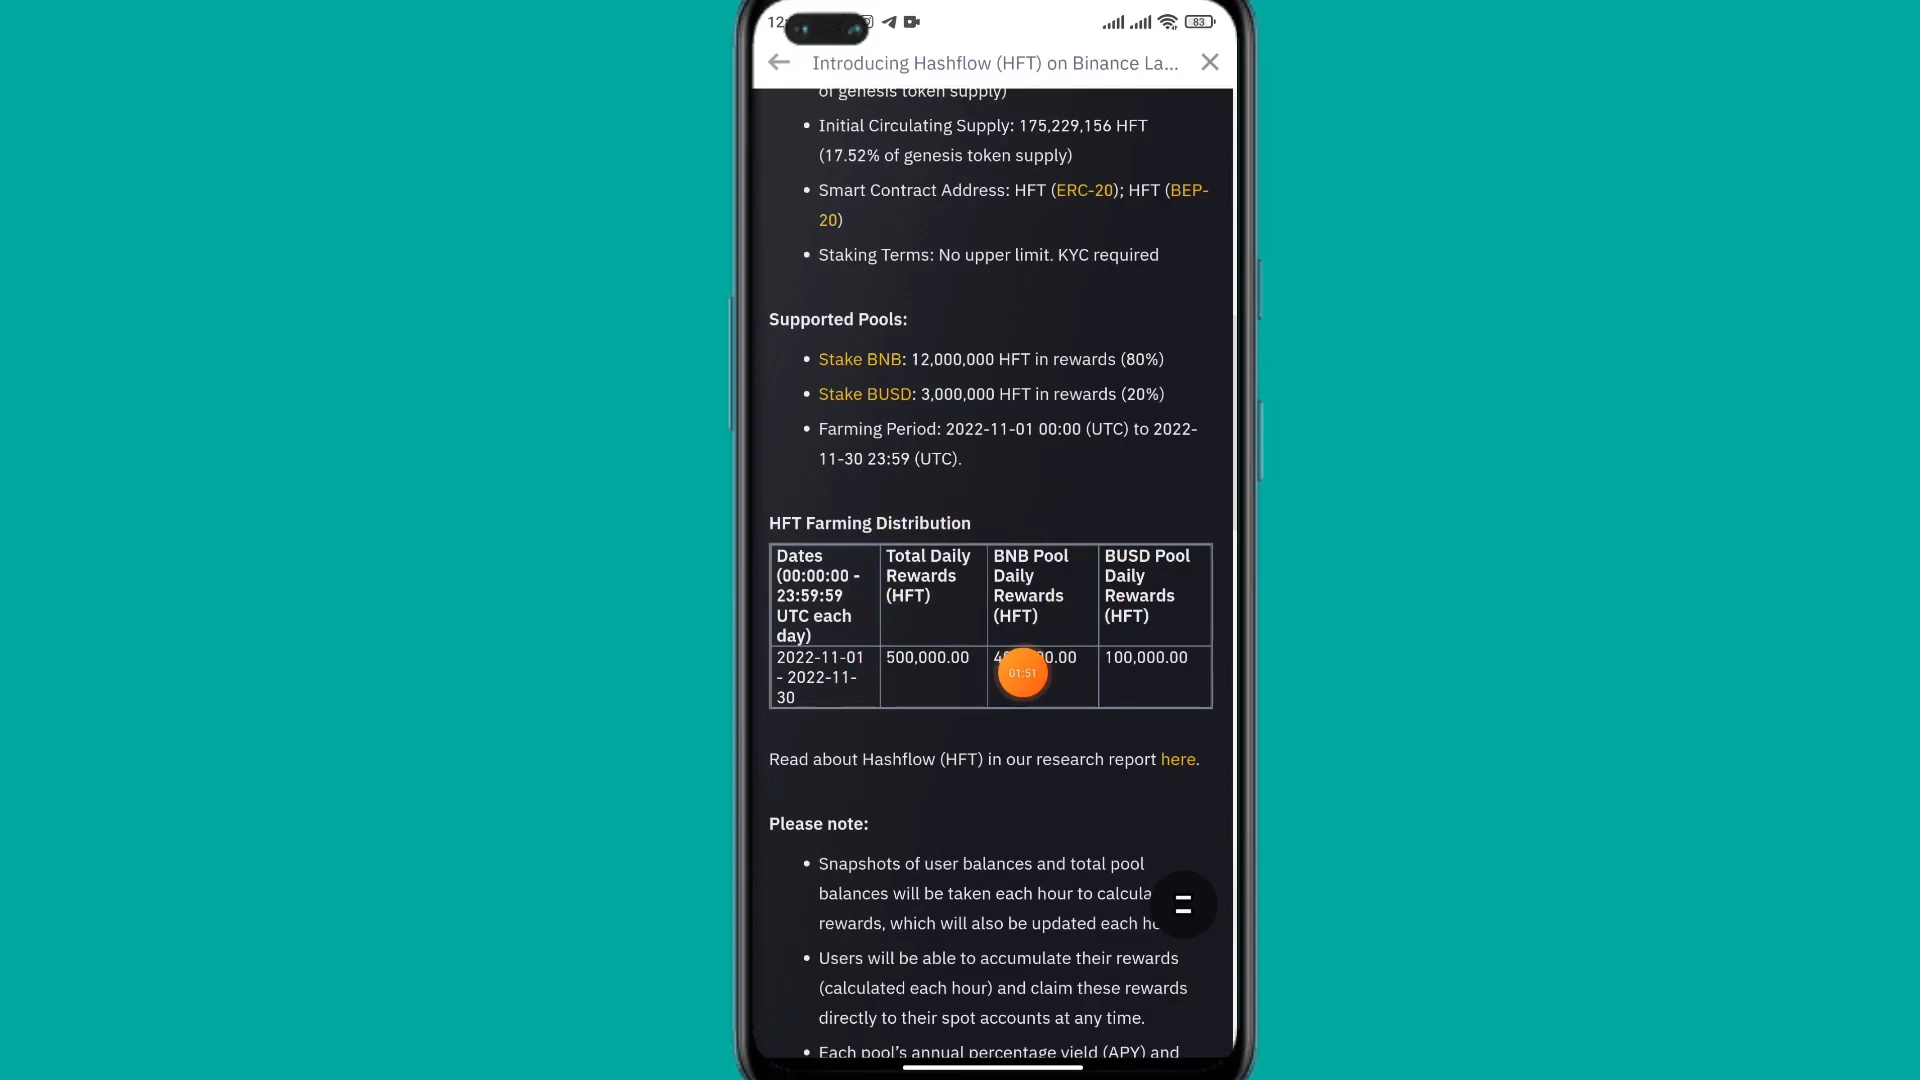 12
83
Introducing Hashflow (HFT) on Binance La...
of genesis token supply)
• Initial Circulating Supply: 175,229,156 HFT
(17.52% of genesis token supply)
• Smart Contract Address: HFT (ERC-20); HFT (BEP-
20)
• Staking Terms: No upper limit. KYC required
Supported Pools:
• Stake BNB: 12,000,000 HFT in rewards (80%)
• Stake BUSD: 3,000,000 HFT in rewards (20%)
• Farming Period: 2022-11-01 00:00 (UTC) to 2022-
11-30 23:59 (UTC).
HFT Farming Distribution
Dates
(00:00:00 -
23:59:59
UTC each
day)
Total Daily
Rewards
(HFT)
BNB Pool
Daily
Rewards
(HFT)
BUSD Pool
Daily
Rewards
(HFT)
2022-11-01
- 2022-11-
30
500,000.00
100,000.00
01:51
Read about Hashflow (HFT) in our research report here.
Please note:
• Snapshots of user balances and total pool
balances will be taken each hour to
rewards, which will also be updated each
• Users will be able to accumulate their rewards
(calculated each hour) and claim these rewards
directly to their spot accounts at any time.
• Each pool's annual percentage yield (APY) and